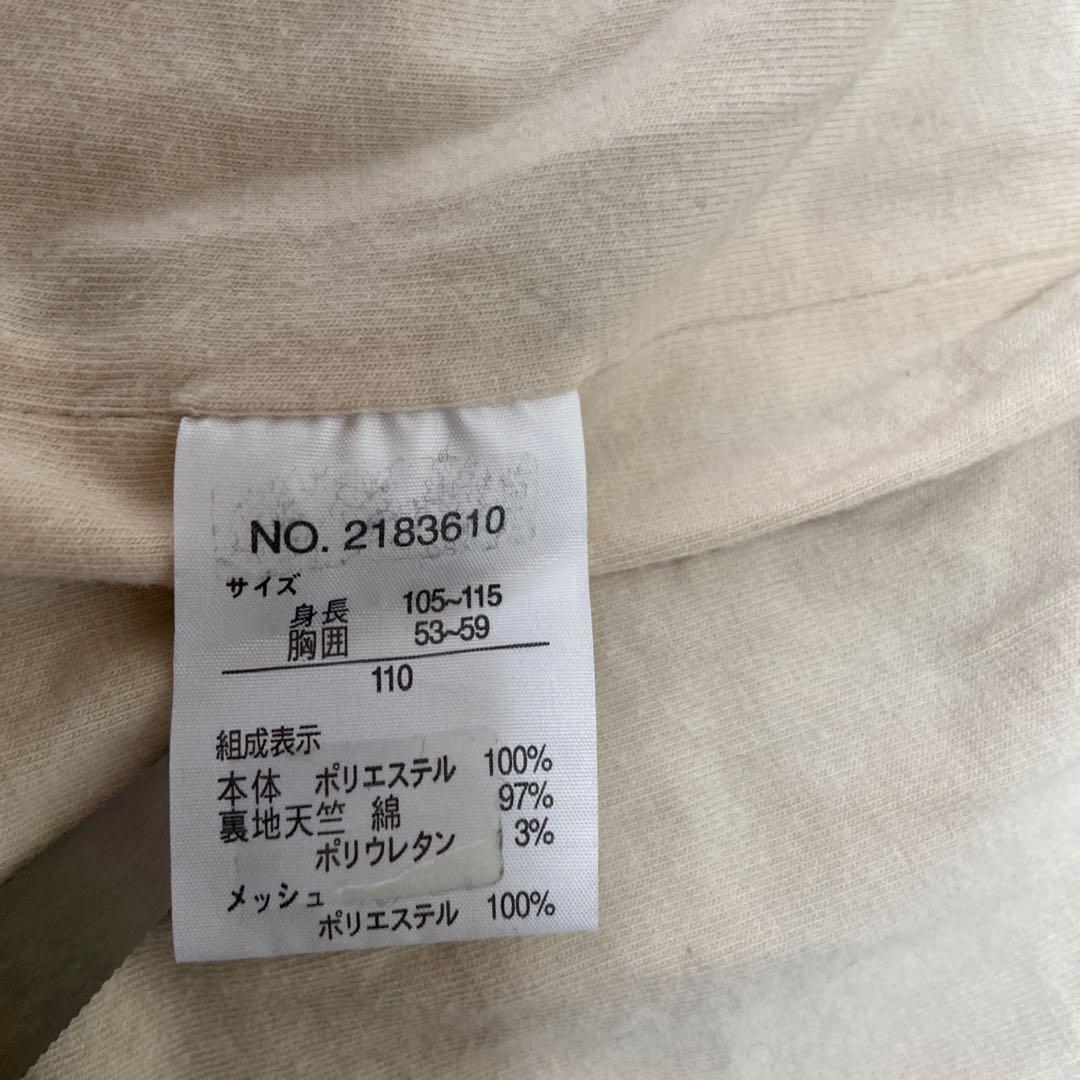 NO. 2183610
サイズ
身長 105~115
胸囲 53~59
110
組成表示
本体 ポリエステル 100%
裏地天竺 綿 97%
ポリウレタン 3%
メッシュ
ポリエステル 100%